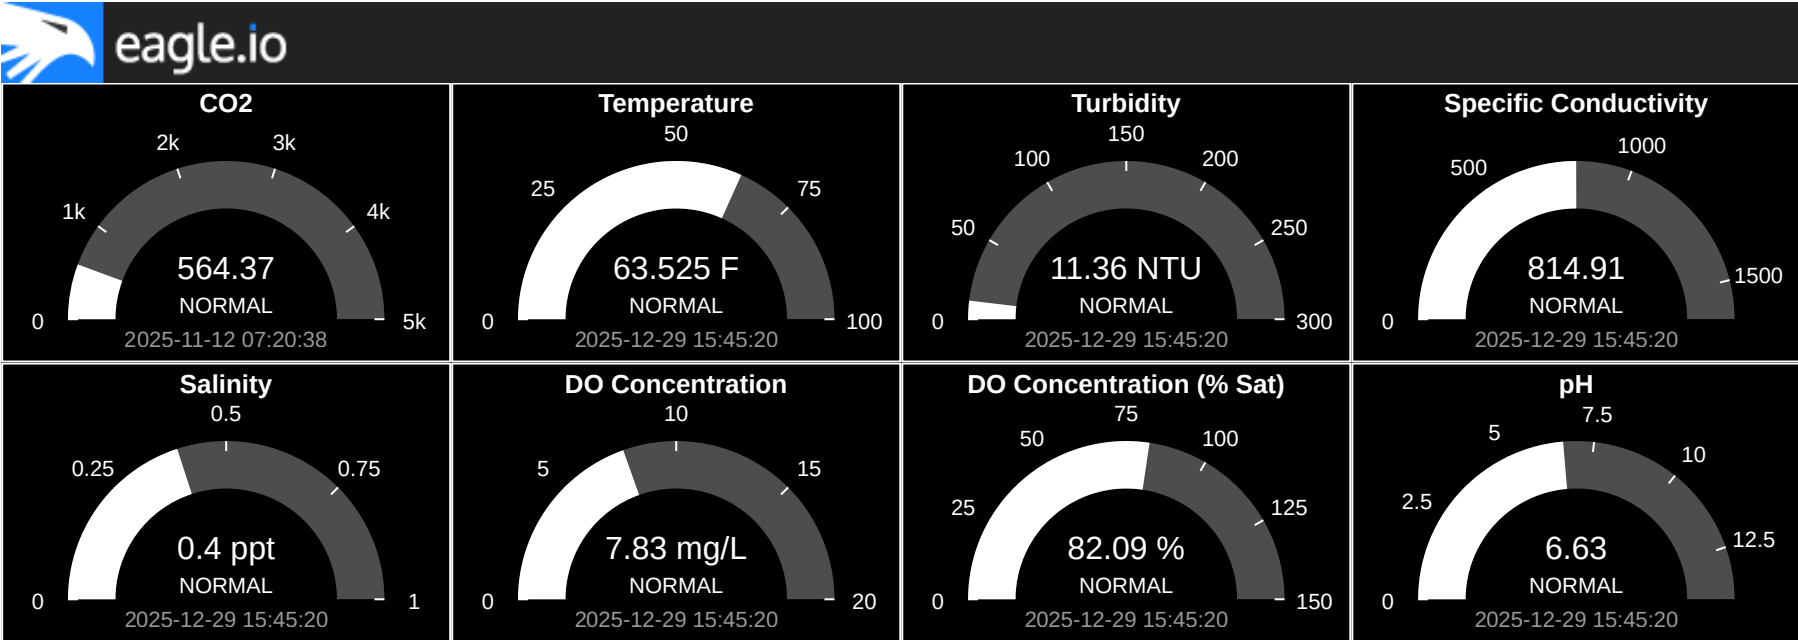 eagle.io
CO2
2k
3k
1k
4k
0
5k
564.37
NORMAL
2025-11-12 07:20:38
Temperature
50
25
75
0
100
63.525 F
NORMAL
2025-12-29 15:45:20
Turbidity
150
100
200
50
250
0
300
11.36 NTU
NORMAL
2025-12-29 15:45:20
Specific Conductivity
1000
500
1500
0
814.91
NORMAL
2025-12-29 15:45:20
Salinity
0.5
0.25
0.75
0
1
0.4 ppt
NORMAL
2025-12-29 15:45:20
DO Concentration
10
5
15
0
20
7.83 mg/L
NORMAL
2025-12-29 15:45:20
DO Concentration (% Sat)
75
50
100
25
125
0
150
82.09 %
NORMAL
2025-12-29 15:45:20
pH
7.5
5
10
2.5
12.5
0
6.63
NORMAL
2025-12-29 15:45:20